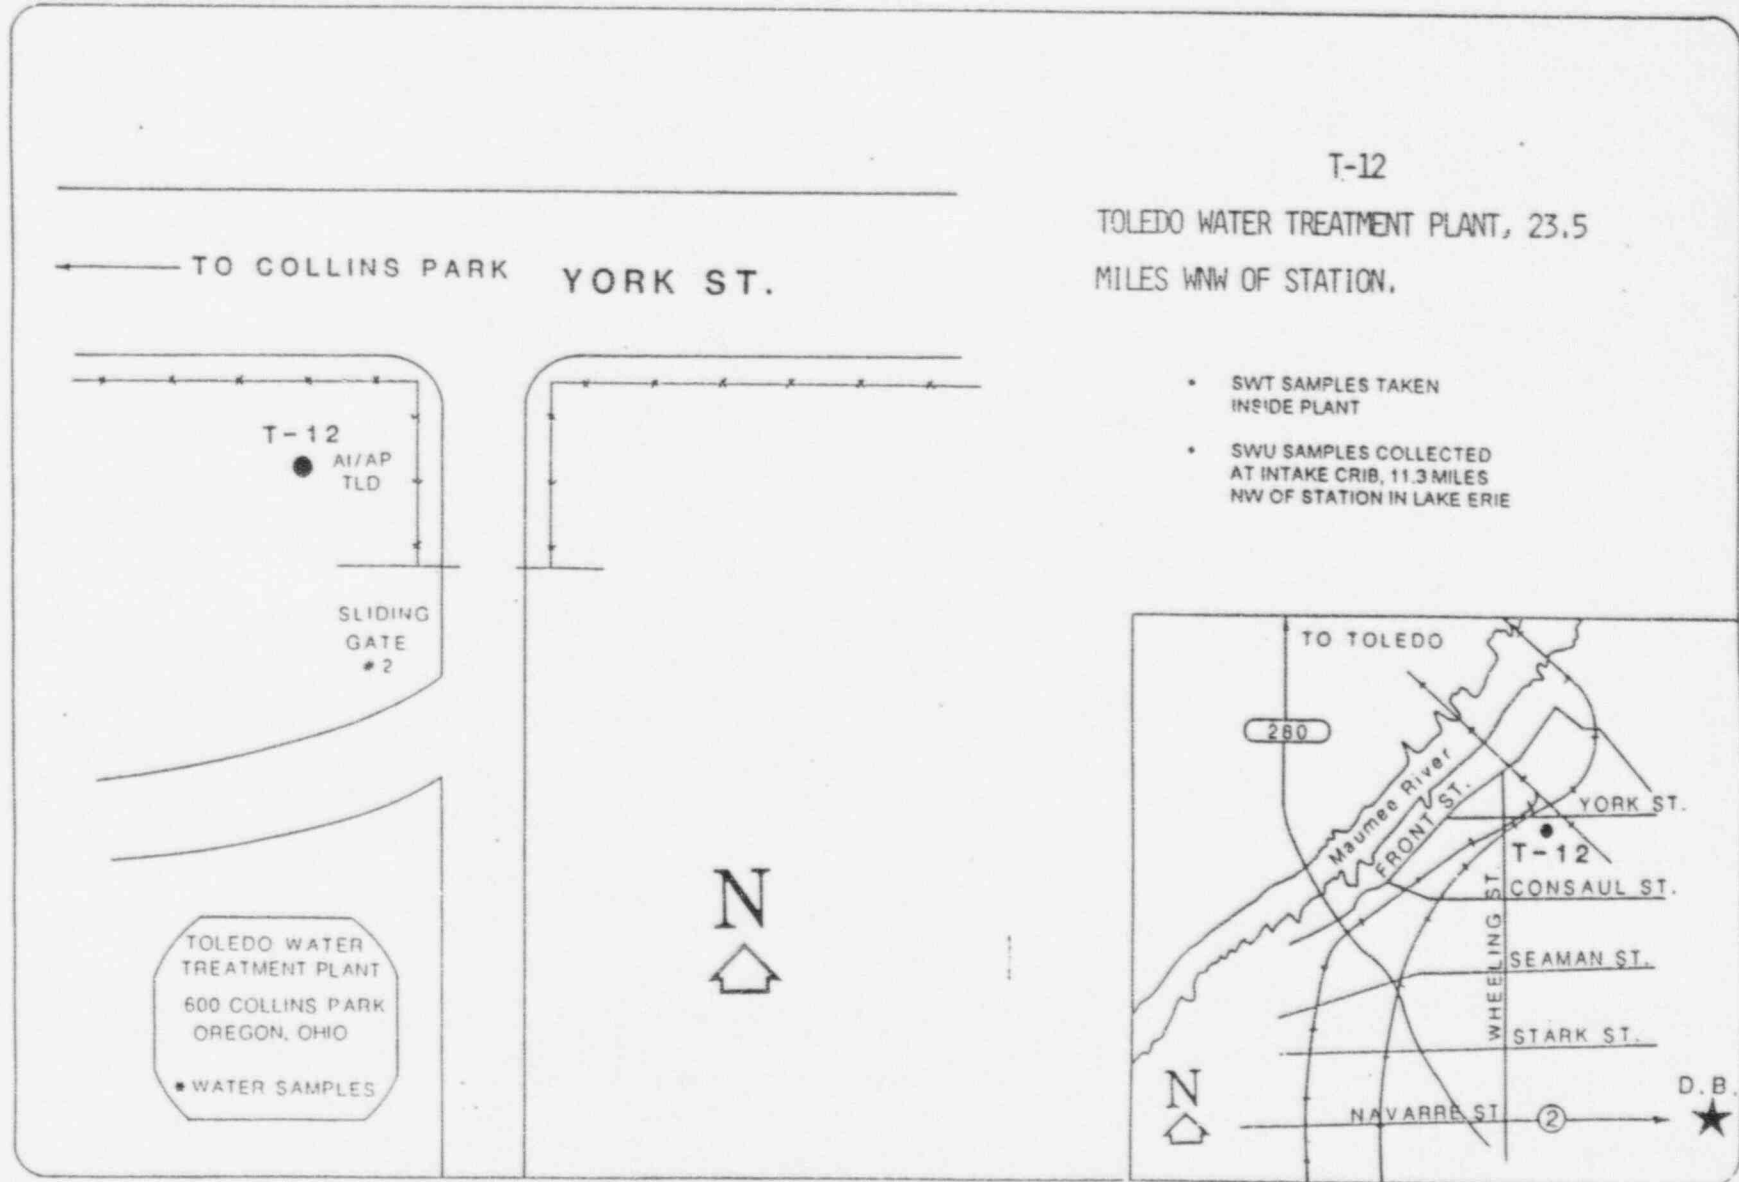 T-12
TOLEDO WATER TREATMENT PLANT, 23.5
MILES WNW OF STATION.
TO COLLINS PARK
YORK ST.
• SWT SAMPLES TAKEN
INSIDE PLANT
• SWU SAMPLES COLLECTED
AT INTAKE CRIB, 11.3 MILES
NW OF STATION IN LAKE ERIE
T-12
AI/AP
TLD
SLIDING
GATE
#2
TOLEDO WATER
TREATMENT PLANT
600 COLLINS PARK
OREGON, OHIO
• WATER SAMPLES
N
TO TOLEDO
280
Maumee River
FRONT ST.
YORK ST.
T-12
CONSAUL ST.
WHEELING ST
SEAMAN ST.
STARK ST.
N
NAVARRE ST
2
D.B.